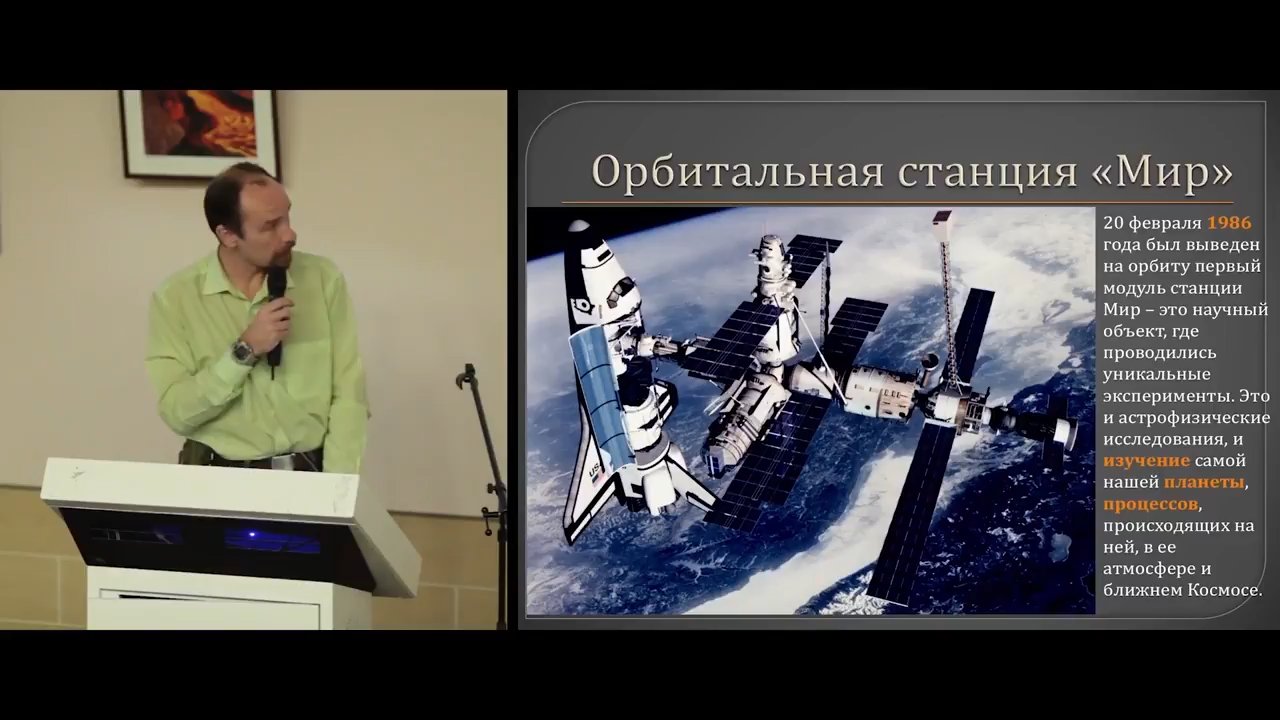 Орбитальная станция «Мир»
20 февраля 1986
года был выведен
на орбиту первый
модуль станции
Мир – это научный
объект, где
проводились
уникальные
эксперименты. Это
и астрофизические
исследования, и
изучение самой
нашей планеты,
процессов,
происходящих на
ней, в ее
атмосфере и
ближнем Космосе.
US